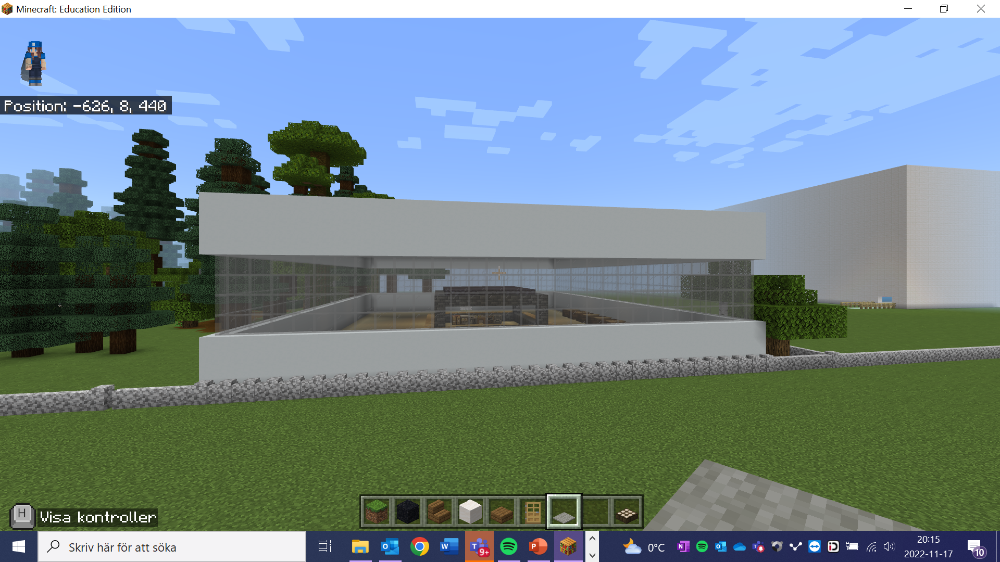 Minecraft: Education Edition
Position: -626, 8, 440
H
Visa kontroller
Skriv här för att söka
9+
0°C
20:15
2022-11-17
10